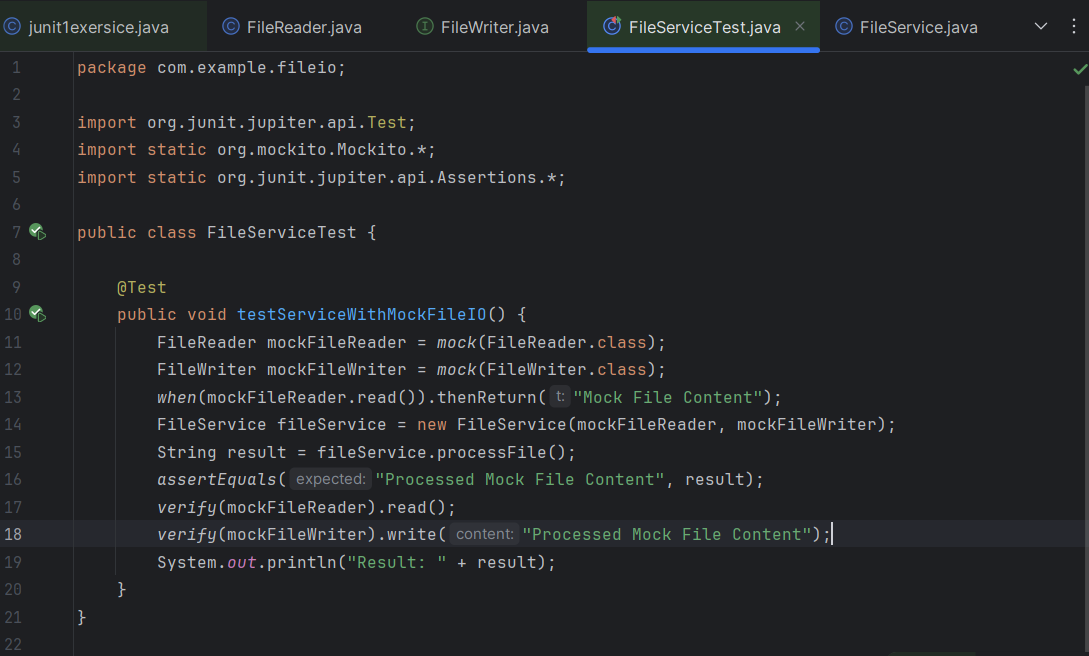 junit1exersice.java FileReader.java FileWriter.java FileServiceTest.java FileService.java
1 package com.example.fileio;
2
3 import org.junit.jupiter.api.Test;
4 import static org.mockito.Mockito.*;
5 import static org.junit.jupiter.api.Assertions.*;
6
7 public class FileServiceTest {
8
9 @Test
10 public void testServiceWithMockFileIO() {
11 FileReader mockFileReader = mock(FileReader.class);
12 FileWriter mockFileWriter = mock(FileWriter.class);
13 when(mockFileReader.read()).thenReturn( t: "Mock File Content");
14 FileService fileService = new FileService(mockFileReader, mockFileWriter);
15 String result = fileService.processFile();
16 assertEquals( expected: "Processed Mock File Content", result);
17 verify(mockFileReader).read();
18 verify(mockFileWriter).write( content: "Processed Mock File Content");
19 System.out.println("Result: " + result);
20 }
21 }
22